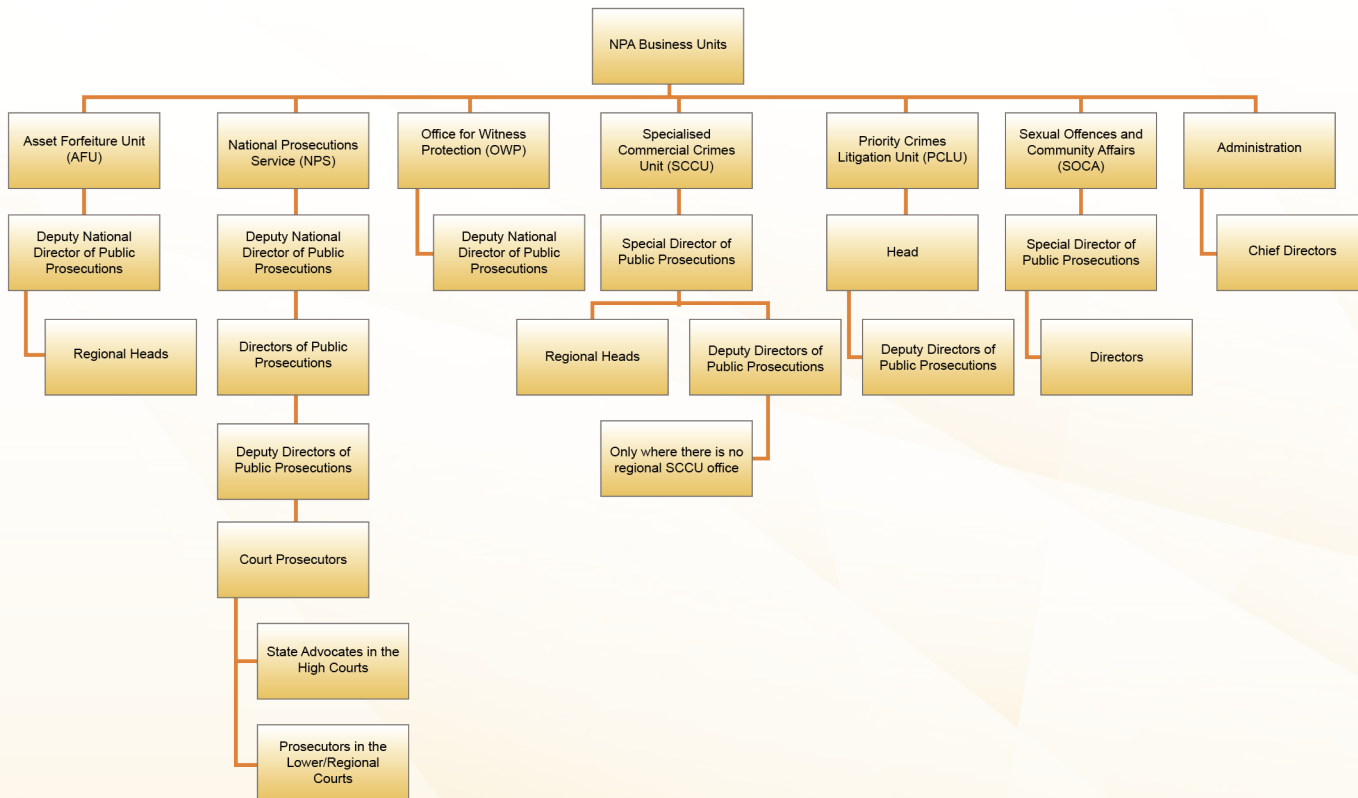 NPA Business Units
Asset Forfeiture Unit
(AFU)
National Prosecutions
Service (NPS)
Office for Witness
Protection (OWP)
Specialised
Commercial Crimes
Unit (SCCU)
Priority Crimes
Litigation Unit (PCLU)
Sexual Offences and
Community Affairs
(SOCA)
Administration
Deputy National
Director of Public
Prosecutions
Deputy National
Director of Public
Prosecutions
Deputy National
Director of Public
Prosecutions
Special Director of
Public Prosecutions
Head
Special Director of
Public Prosecutions
Chief Directors
Regional Heads
Directors of Public
Prosecutions
Regional Heads
Deputy Directors of
Public Prosecutions
Deputy Directors of
Public Prosecutions
Directors
Deputy Directors of
Public Prosecutions
Only where there is no
regional SCCU office
Court Prosecutors
State Advocates in the
High Courts
Prosecutors in the
Lower/Regional
Courts